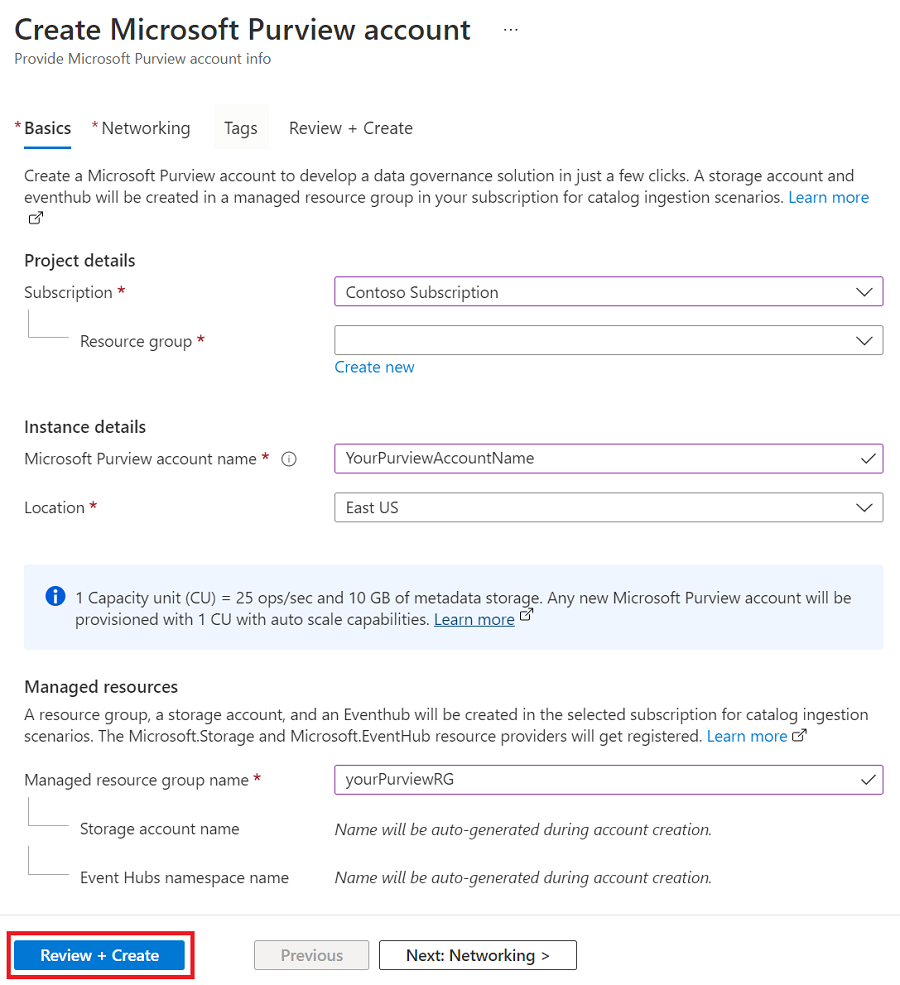 Create Microsoft Purview account ...
Provide Microsoft Purview account info
* Basics * Networking Tags Review + Create
Create a Microsoft Purview account to develop a data governance solution in just a few clicks. A storage account and
eventhub will be created in a managed resource group in your subscription for catalog ingestion scenarios. Learn more
Project details
Subscription * Contoso Subscription
Resource group *
Create new
Instance details
Microsoft Purview account name * YourPurviewAccountName
Location * East US
1 Capacity unit (CU) = 25 ops/sec and 10 GB of metadata storage. Any new Microsoft Purview account will be
provisioned with 1 CU with auto scale capabilities. Learn more
Managed resources
A resource group, a storage account, and an Eventhub will be created in the selected subscription for catalog ingestion
scenarios. The Microsoft.Storage and Microsoft.EventHub resource providers will get registered. Learn more
Managed resource group name * yourPurviewRG
Storage account name Name will be auto-generated during account creation.
Event Hubs namespace name Name will be auto-generated during account creation.
Review + Create Previous Next: Networking >